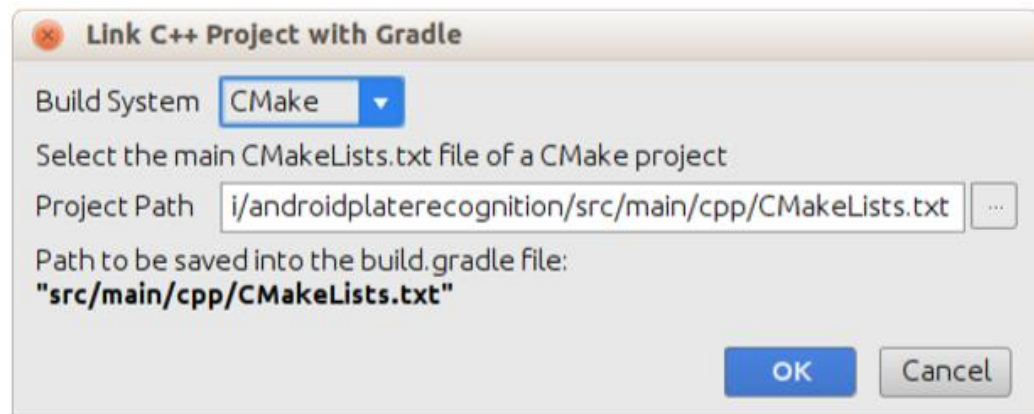 Link C++ Project with Gradle
Build System CMake
Select the main CMakeLists.txt file of a CMake project
Project Path i/androidplaterecognition/src/main/cpp/CMakeLists.txt ...
Path to be saved into the build.gradle file:
"src/main/cpp/CMakeLists.txt"
OK Cancel